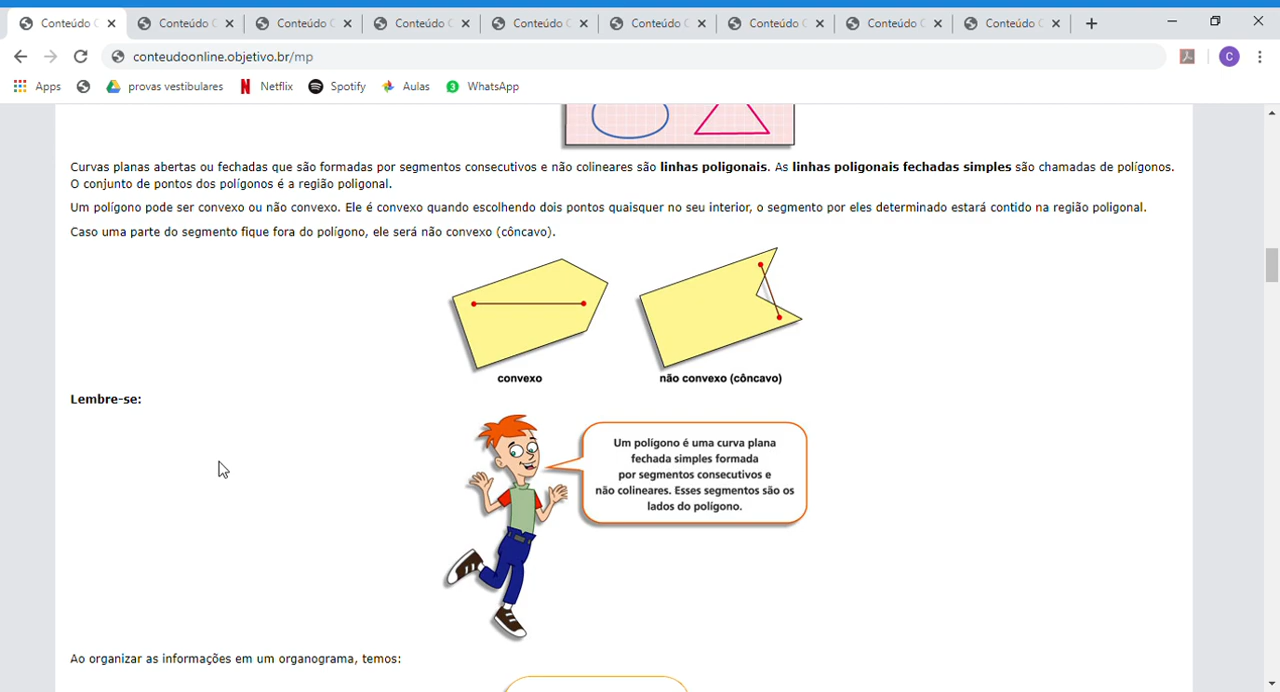 Conteúdo C
Conteúdo C
Conteúdo C
Conteúdo C
Conteúdo C
Conteúdo C
Conteúdo C
Conteúdo C
Conteúdo C
conteudoonline.objetivo.br/mp
C
Apps
provas vestibulares
Netflix
Spotify
Aulas
3
WhatsApp
Curvas planas abertas ou fechadas que são formadas por segmentos consecutivos e não colineares são linhas poligonais. As linhas poligonais fechadas simples são chamadas de polígonos.
O conjunto de pontos dos polígonos é a região poligonal.
Um polígono pode ser convexo ou não convexo. Ele é convexo quando escolhendo dois pontos quaisquer no seu interior, o segmento por eles determinado estará contido na região poligonal.
Caso uma parte do segmento fique fora do polígono, ele será não convexo (côncavo).
convexo
não convexo (côncavo)
Lembre-se:
Um polígono é uma curva plana
fechada simples formada
por segmentos consecutivos e
não colineares. Esses segmentos são os
lados do polígono.
Ao organizar as informações em um organograma, temos: